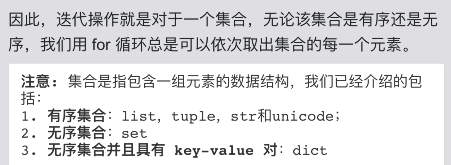 因此，迭代操作就是对于一个集合，无论该集合是有序还是无
序，我们用 for 循环总是可以依次取出集合的每一个元素。
注意: 集合是指包含一组元素的数据结构，我们已经介绍的包
括:
1. 有序集合: list, tuple, str和unicode;
2. 无序集合: set
3. 无序集合并且具有 key-value 对: dict